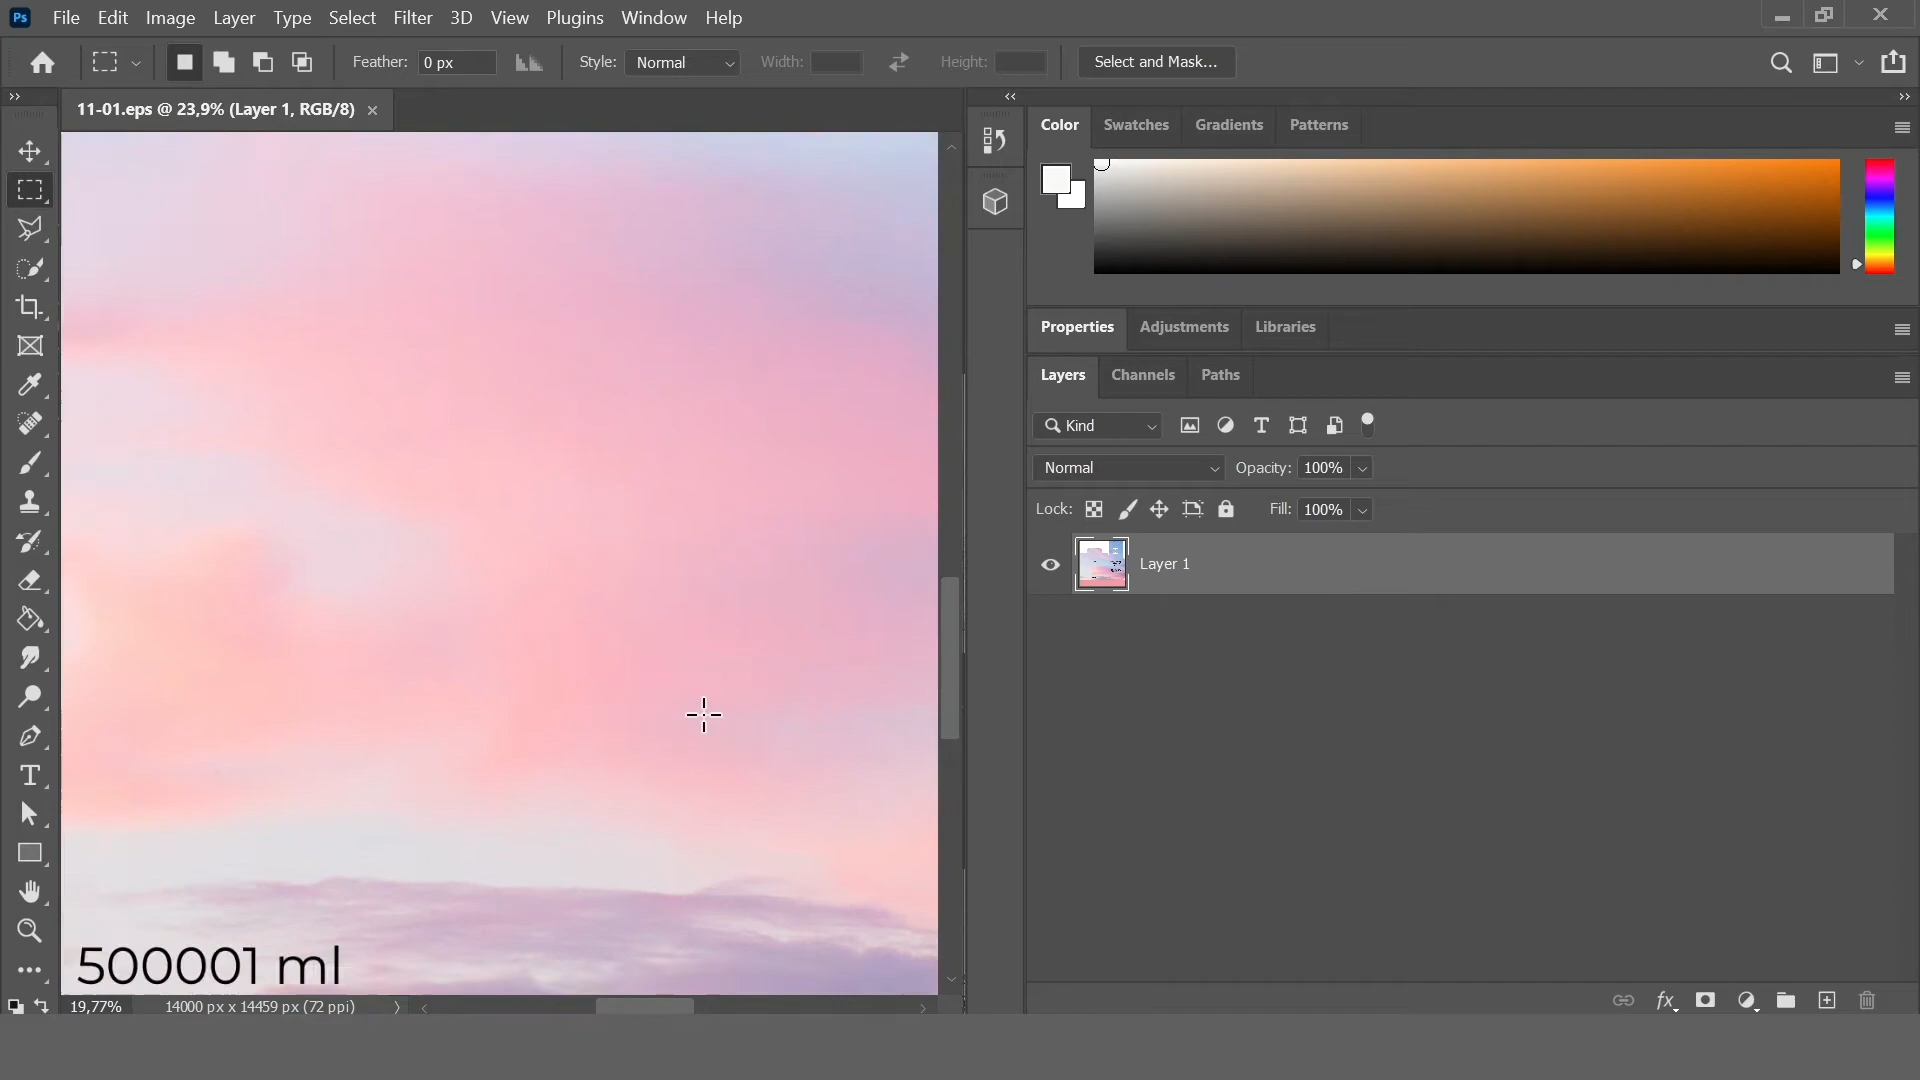 Ps File Edit Image Layer Type Select Filter 3D View Plugins Window Help
Feather: 0 px Style: Normal Width: Height: Select and Mask...
11-01.eps @ 23,9% (Layer 1, RGB/8)
Color Swatches Gradients Patterns
Properties Adjustments Libraries
Layers Channels Paths
Kind
Normal Opacity: 100%
Lock: Fill: 100%
Layer 1
500001 ml
19,77% 14000 px x 14459 px (72 ppi)
fx